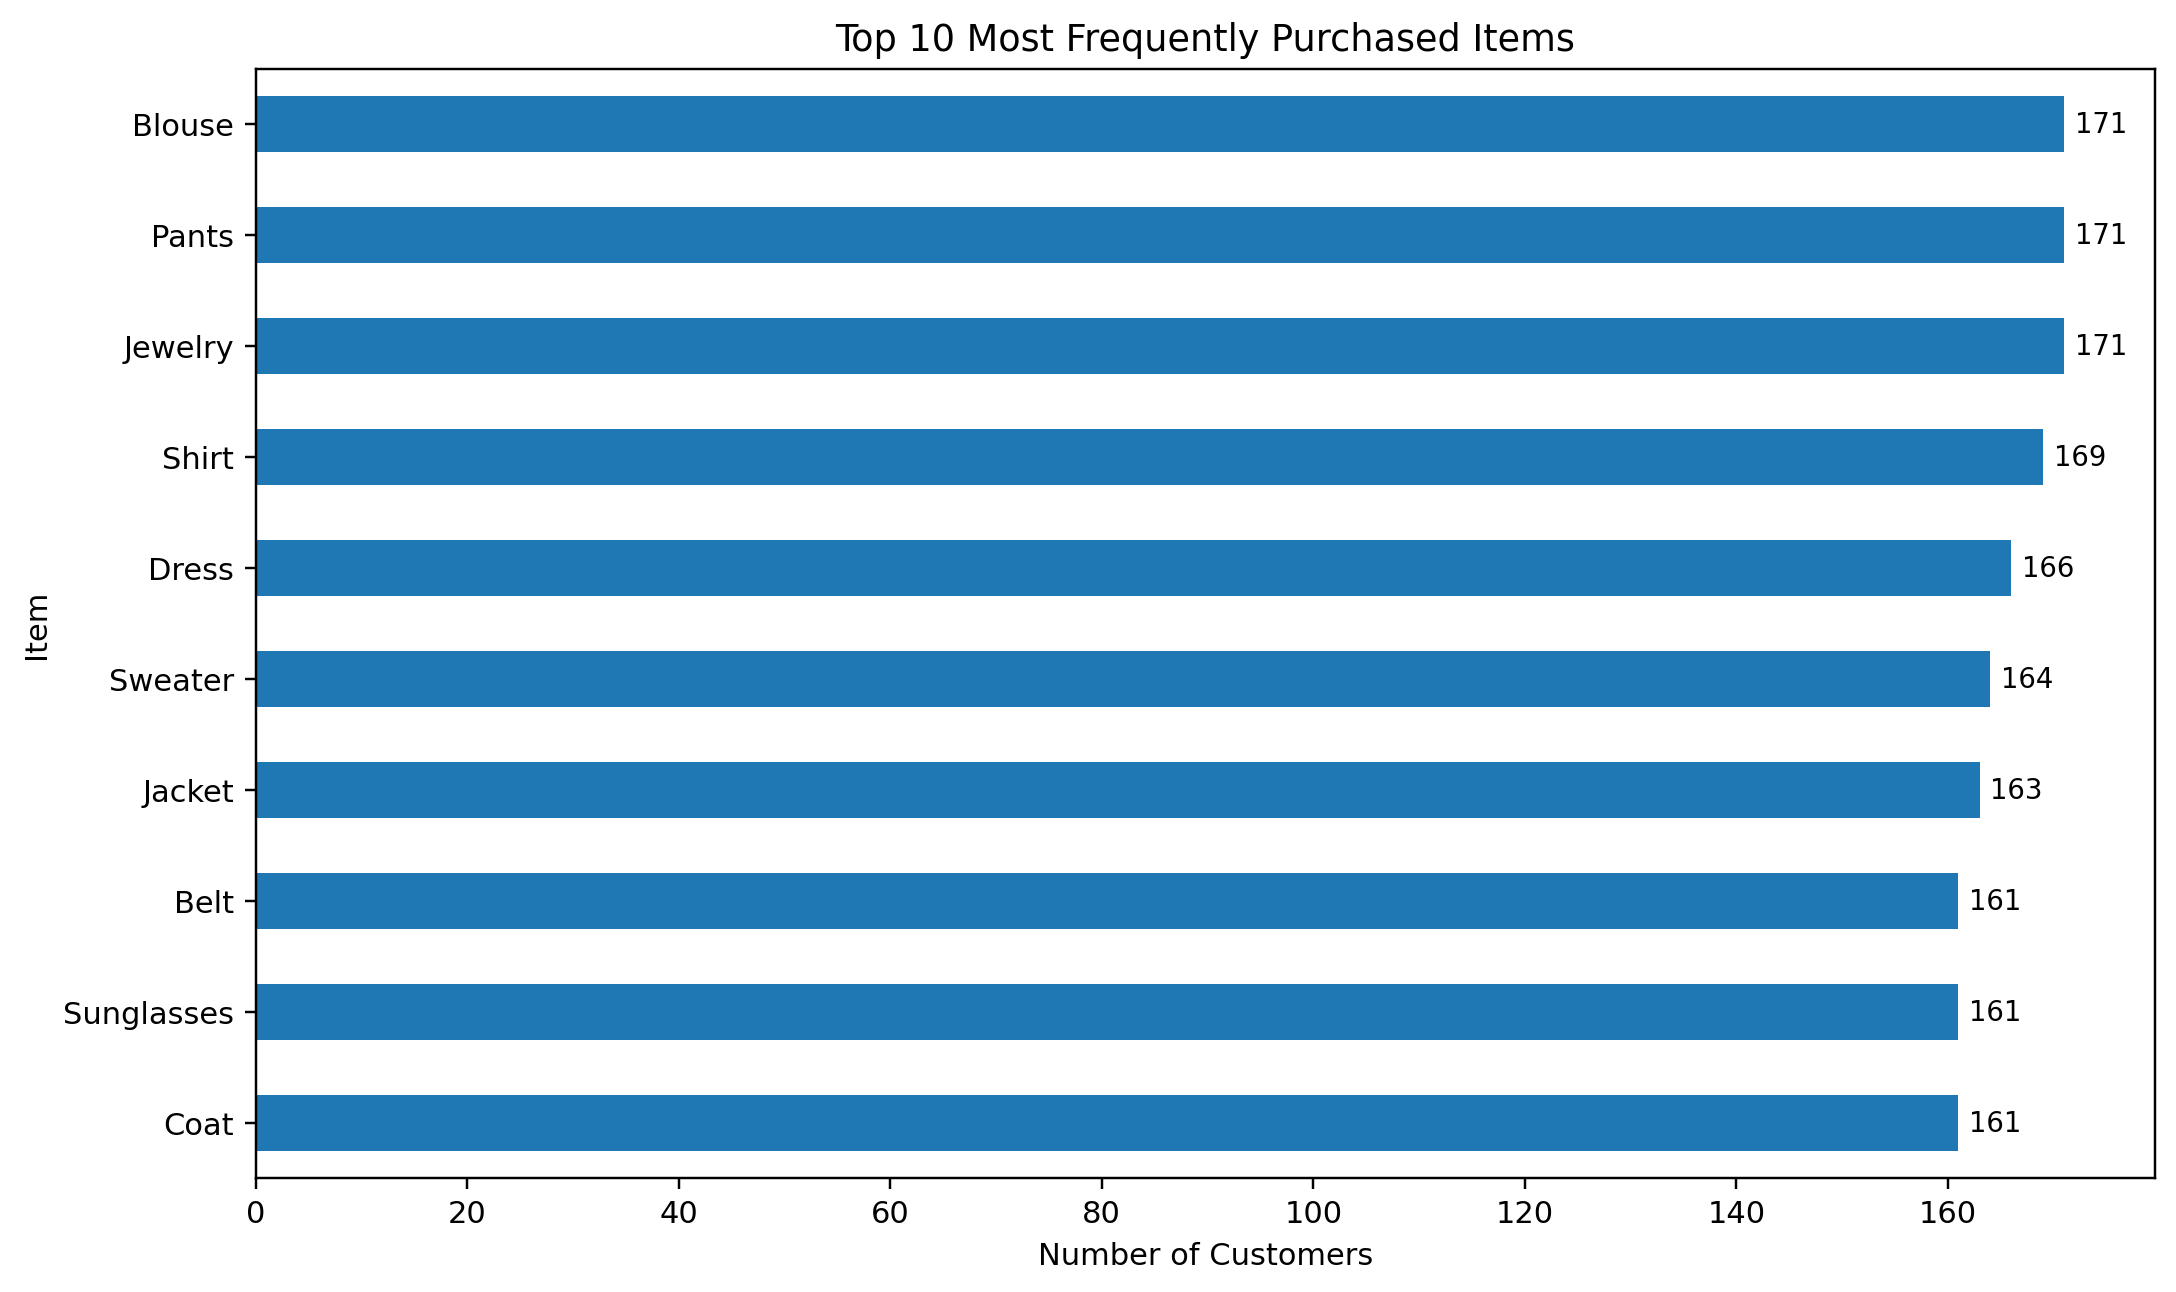 Top 10 Most Frequently Purchased Items
Item
Blouse 171
Pants 171
Jewelry 171
Shirt 169
Dress 166
Sweater 164
Jacket 163
Belt 161
Sunglasses 161
Coat 161
0 20 40 60 80 100 120 140 160
Number of Customers